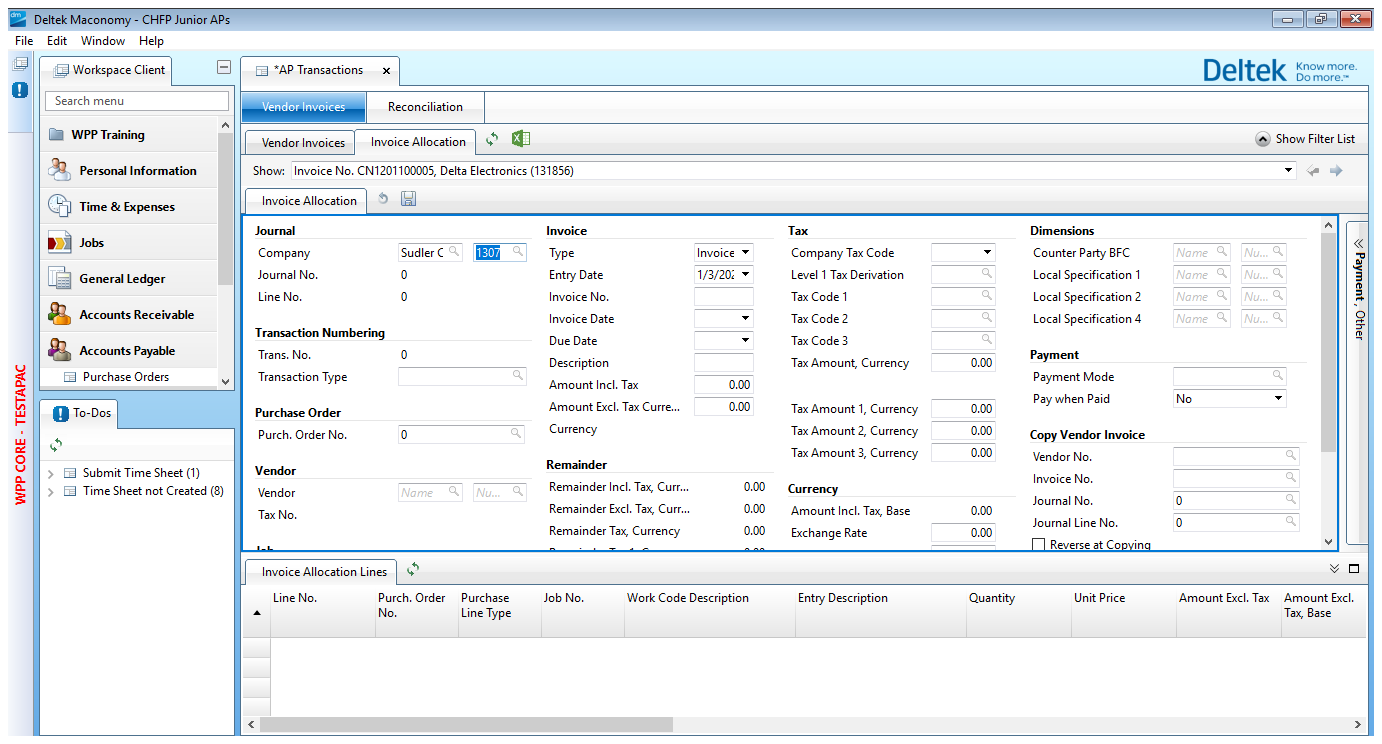 dm Deltek Maconomy - CHFP Junior APs
File Edit Window Help
Workspace Client
*AP Transactions
Deltek Know more. Do more.™
Search menu
Vendor Invoices Reconciliation
WPP Training
Vendor Invoices Invoice Allocation Show Filter List
Personal Information
Show: Invoice No. CN1201100005, Delta Electronics (131856)
Time & Expenses
Invoice Allocation
Jobs
General Ledger
Accounts Receivable
Accounts Payable
Purchase Orders
To-Dos
Submit Time Sheet (1)
Time Sheet not Created (8)
WPP CORE - TESTAPAC
Journal
Company Sudler C 1307
Journal No. 0
Line No. 0
Transaction Numbering
Trans. No. 0
Transaction Type
Purchase Order
Purch. Order No. 0
Vendor
Vendor Name Nu...
Tax No.
Invoice
Type Invoice
Entry Date 1/3/202
Invoice No.
Invoice Date
Due Date
Description
Amount Incl. Tax 0.00
Amount Excl. Tax Curre... 0.00
Currency
Remainder
Remainder Incl. Tax, Curr... 0.00
Remainder Excl. Tax, Curr... 0.00
Remainder Tax, Currency 0.00
Tax
Company Tax Code
Level 1 Tax Derivation
Tax Code 1
Tax Code 2
Tax Code 3
Tax Amount, Currency 0.00
Tax Amount 1, Currency 0.00
Tax Amount 2, Currency 0.00
Tax Amount 3, Currency 0.00
Currency
Amount Incl. Tax, Base 0.00
Exchange Rate 0.00
Dimensions
Counter Party BFC Name Nu...
Local Specification 1 Name Nu...
Local Specification 2 Name Nu...
Local Specification 4 Name Nu...
Payment
Payment Mode
Pay when Paid No
Copy Vendor Invoice
Vendor No.
Invoice No.
Journal No. 0
Journal Line No. 0
Reverse at Copying
Payment , Other
Invoice Allocation Lines
Line No. Purch. Order No. Purchase Line Type Job No. Work Code Description Entry Description Quantity Unit Price Amount Excl. Tax Amount Excl. Tax, Base